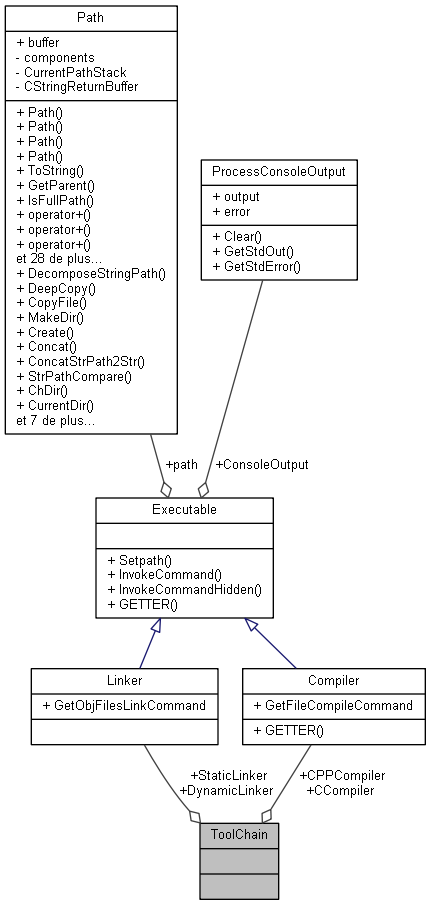 Path
+ buffer
- components
- CurrentPathStack
- CStringReturnBuffer
+ Path()
+ Path()
+ Path()
+ Path()
+ ToString()
+ GetParent()
+ IsFullPath()
+ operator+()
+ operator+()
+ operator+()
et 28 de plus...
+ DecomposeStringPath()
+ DeepCopy()
+ CopyFile()
+ MakeDir()
+ Create()
+ Concat()
+ ConcatStrPath2Str()
+ StrPathCompare()
+ ChDir()
+ CurrentDir()
et 7 de plus...
ProcessConsoleOutput
+ output
+ error
+ Clear()
+ GetStdOut()
+ GetStdError()
+path
+ConsoleOutput
Executable
+ Setpath()
+ InvokeCommand()
+ InvokeCommandHidden()
+ GETTER()
Linker
+ GetObjFilesLinkCommand
Compiler
+ GetFileCompileCommand
+ GETTER()
+StaticLinker
+DynamicLinker
+CPPCompiler
+CCompiler
ToolChain